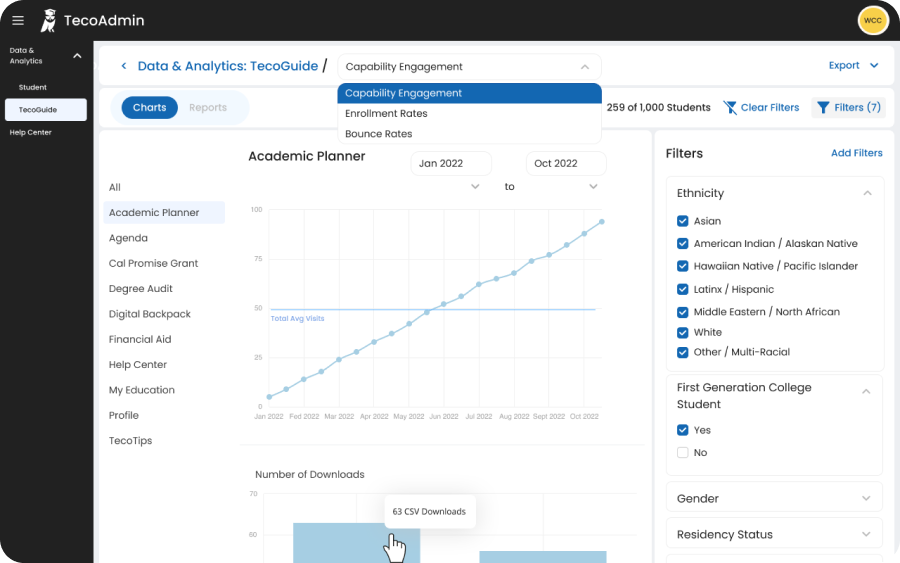 TecoAdmin
WCC
Data &
Analytics
Student
TecoGuide
Help Center
Data & Analytics: TecoGuide /
Capability Engagement
Export
Capability Engagement
Enrollment Rates
Bounce Rates
Charts
Reports
259 of 1,000 Students
Clear Filters
Filters (7)
Academic Planner
Jan 2022
to
Oct 2022
All
Academic Planner
Agenda
Cal Promise Grant
Degree Audit
Digital Backpack
Financial Aid
Help Center
My Education
Profile
TecoTips
100
75
50
25
0
Total Avg Visits
Jan 2022
Fed 2022
Mar 2022
Apr 2022
May 2022
Jun 2022
Jul 2022
Aug 2022
Sept 2022
Oct 2022
Number of Downloads
70
60
63 CSV Downloads
Filters
Add Filters
Ethnicity
Asian
American Indian / Alaskan Native
Hawaiian Native / Pacific Islander
Latinx / Hispanic
Middle Eastern / North African
White
Other / Multi-Racial
First Generation College
Student
Yes
No
Gender
Residency Status